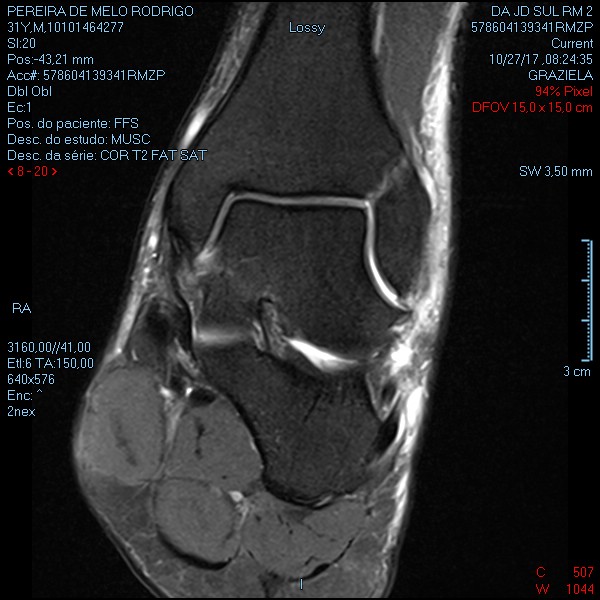 PEREIRA DE MELO RODRIGO
31Y,M,10101464277
Sl:20
Pos:-43,21 mm
Acc#: 578604139341RMZP
Dbl Obl
Ec:1
Pos. do paciente: FFS
Desc. do estudo: MUSC
Desc. da série: COR T2 FAT SAT
< 8 - 20 >
Lossy
DA JD SUL RM 2
578604139341RMZP
Current
10/27/17 ,08:24:35
GRAZIELA
94% Pixel
DFOV 15,0 x 15,0 cm
SW 3,50 mm
RA
3160,00//41,00
Etl:6 TA:150,00
640x576
Enc: ^
2nex
3 cm
I
C 507
W 1044